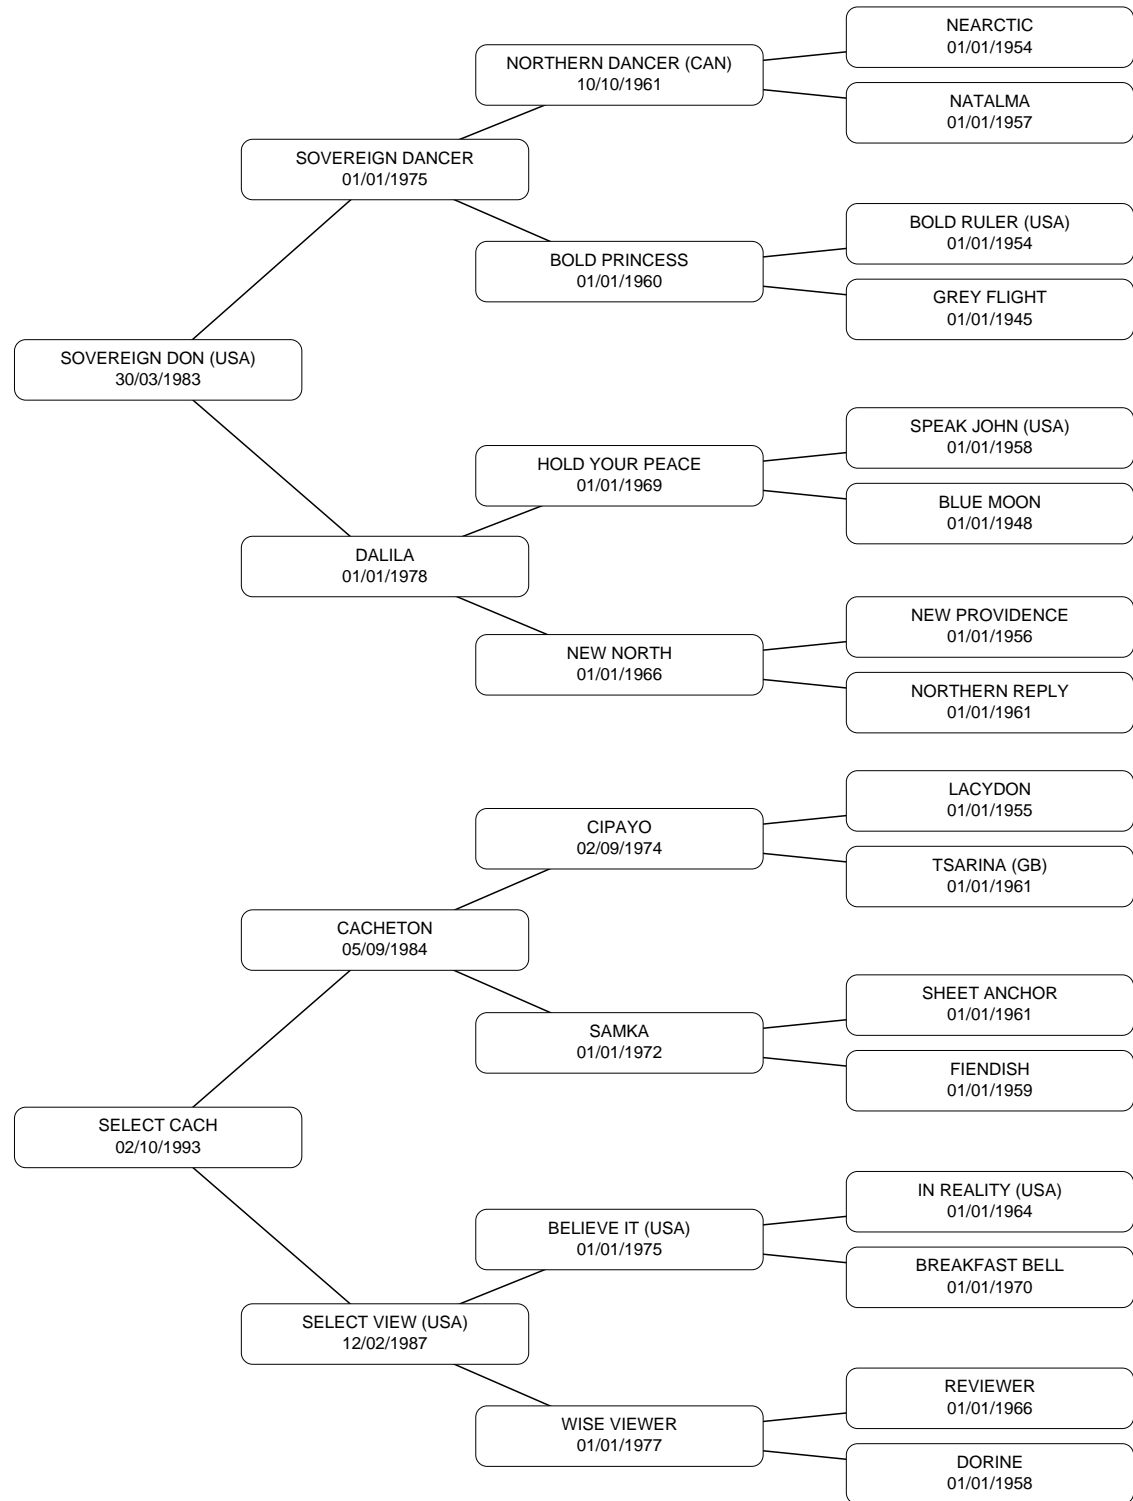 NEARCTIC
01/01/1954
NORTHERN DANCER (CAN)
10/10/1961
NATALMA
01/01/1957
SOVEREIGN DANCER
01/01/1975
BOLD RULER (USA)
01/01/1954
BOLD PRINCESS
01/01/1960
GREY FLIGHT
01/01/1945
SOVEREIGN DON (USA)
30/03/1983
SPEAK JOHN (USA)
01/01/1958
HOLD YOUR PEACE
01/01/1969
BLUE MOON
01/01/1948
DALILA
01/01/1978
NEW PROVIDENCE
01/01/1956
NEW NORTH
01/01/1966
NORTHERN REPLY
01/01/1961
LACYDON
01/01/1955
CIPAYO
02/09/1974
TSARINA (GB)
01/01/1961
CACHETON
05/09/1984
SHEET ANCHOR
01/01/1961
SAMKA
01/01/1972
FIENDISH
01/01/1959
SELECT CACH
02/10/1993
IN REALITY (USA)
01/01/1964
BELIEVE IT (USA)
01/01/1975
BREAKFAST BELL
01/01/1970
SELECT VIEW (USA)
12/02/1987
REVIEWER
01/01/1966
WISE VIEWER
01/01/1977
DORINE
01/01/1958